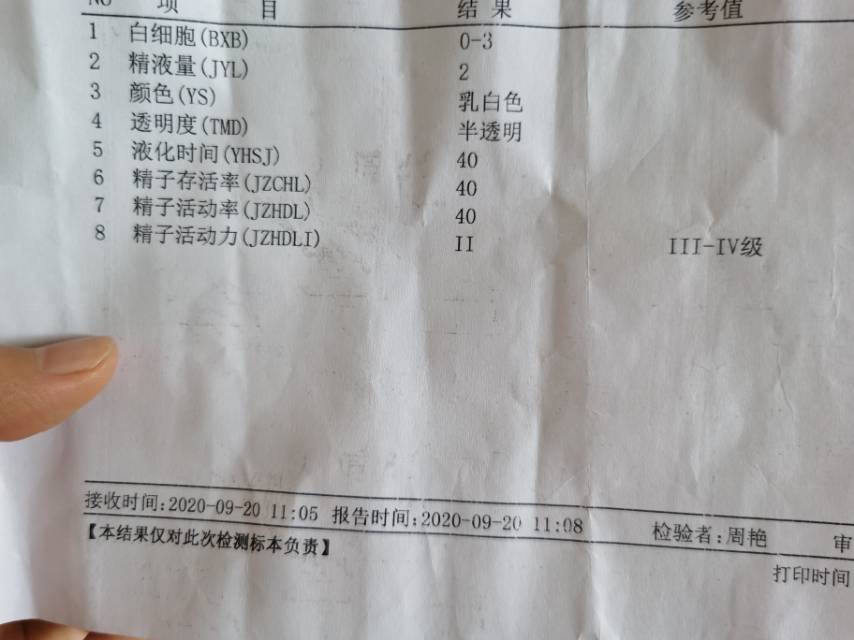 NO 项 目 结 果 参考值
1 白细胞(BXB) 0-3
2 精液量(JYL) 2
3 颜色(YS) 乳白色
4 透明度(TMD) 半透明
5 液化时间(YHSJ) 40
6 精子存活率(JZCHL) 40
7 精子活动率(JZHDL) 40
8 精子活动力(JZHDLI) II III-IV级
接收时间:2020-09-20 11:05 报告时间:2020-09-20 11:08 检验者:周艳 审
【本结果仅对此次检测标本负责】
打印时间